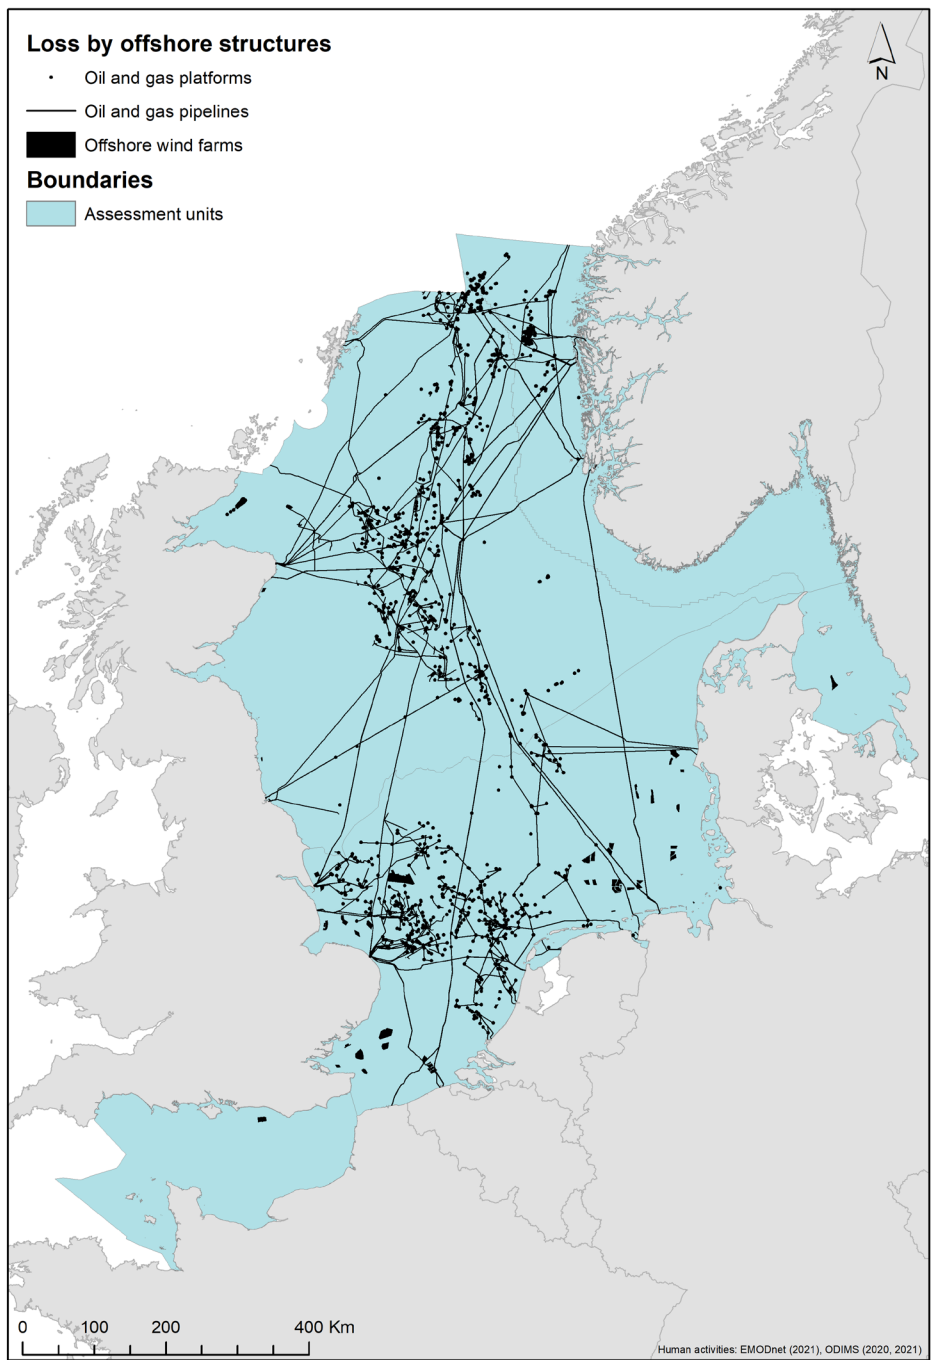 Loss by offshore structures
Oil and gas platforms
Oil and gas pipelines
Offshore wind farms
Boundaries
Assessment units
N
0 100 200 400 Km
Human activities: EMODnet (2021), ODIMS (2020, 2021)